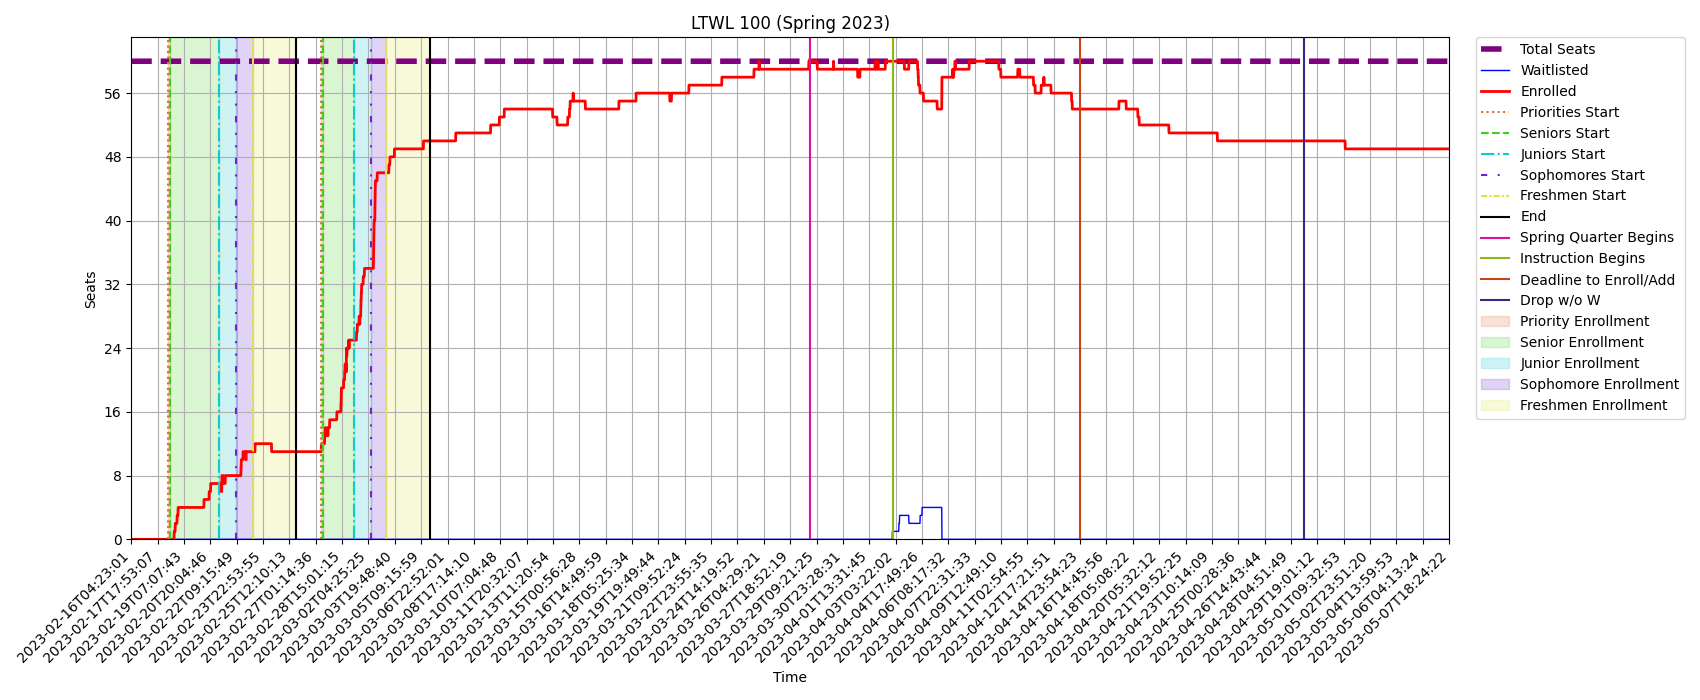 LTWL 100 (Spring 2023)
Seats
56
48
40
32
24
16
8
0
2023-02-16T04:23:01
2023-02-17T17:53:07
2023-02-19T07:07:43
2023-02-20T20:04:46
2023-02-22T09:15:49
2023-02-23T22:53:55
2023-02-25T12:10:13
2023-02-27T01:14:36
2023-02-28T15:01:15
2023-03-02T04:25:25
2023-03-03T19:48:40
2023-03-05T09:15:59
2023-03-06T22:52:01
2023-03-08T17:14:10
2023-03-10T07:04:48
2023-03-11T20:32:07
2023-03-13T11:20:54
2023-03-15T00:56:28
2023-03-16T14:49:59
2023-03-18T05:25:34
2023-03-19T19:49:44
2023-03-21T09:52:24
2023-03-22T23:55:35
2023-03-24T14:19:52
2023-03-26T04:29:21
2023-03-27T18:52:19
2023-03-29T09:21:25
2023-03-30T23:28:31
2023-04-01T13:31:45
2023-04-03T03:22:02
2023-04-04T17:49:26
2023-04-06T08:17:32
2023-04-07T22:31:33
2023-04-09T12:49:10
2023-04-11T02:54:55
2023-04-12T17:21:51
2023-04-14T23:54:23
2023-04-16T14:45:56
2023-04-18T05:08:22
2023-04-20T05:32:12
2023-04-21T19:52:25
2023-04-23T10:14:09
2023-04-25T00:28:36
2023-04-26T14:43:44
2023-04-28T04:51:49
2023-04-29T19:01:12
2023-05-01T09:32:53
2023-05-02T23:51:20
2023-05-04T13:59:53
2023-05-06T04:13:24
2023-05-07T18:24:22
Time
Total Seats
Waitlisted
Enrolled
Priorities Start
Seniors Start
Juniors Start
Sophomores Start
Freshmen Start
End
Spring Quarter Begins
Instruction Begins
Deadline to Enroll/Add
Drop w/o W
Priority Enrollment
Senior Enrollment
Junior Enrollment
Sophomore Enrollment
Freshmen Enrollment